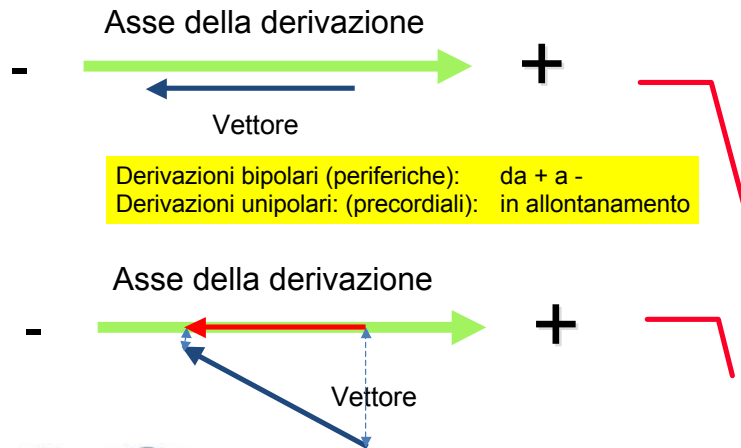 Asse della derivazione
- +
Vettore
Derivazioni bipolari (periferiche): da + a -
Derivazioni unipolari: (precordiali): in allontanamento
Asse della derivazione
- +
Vettore